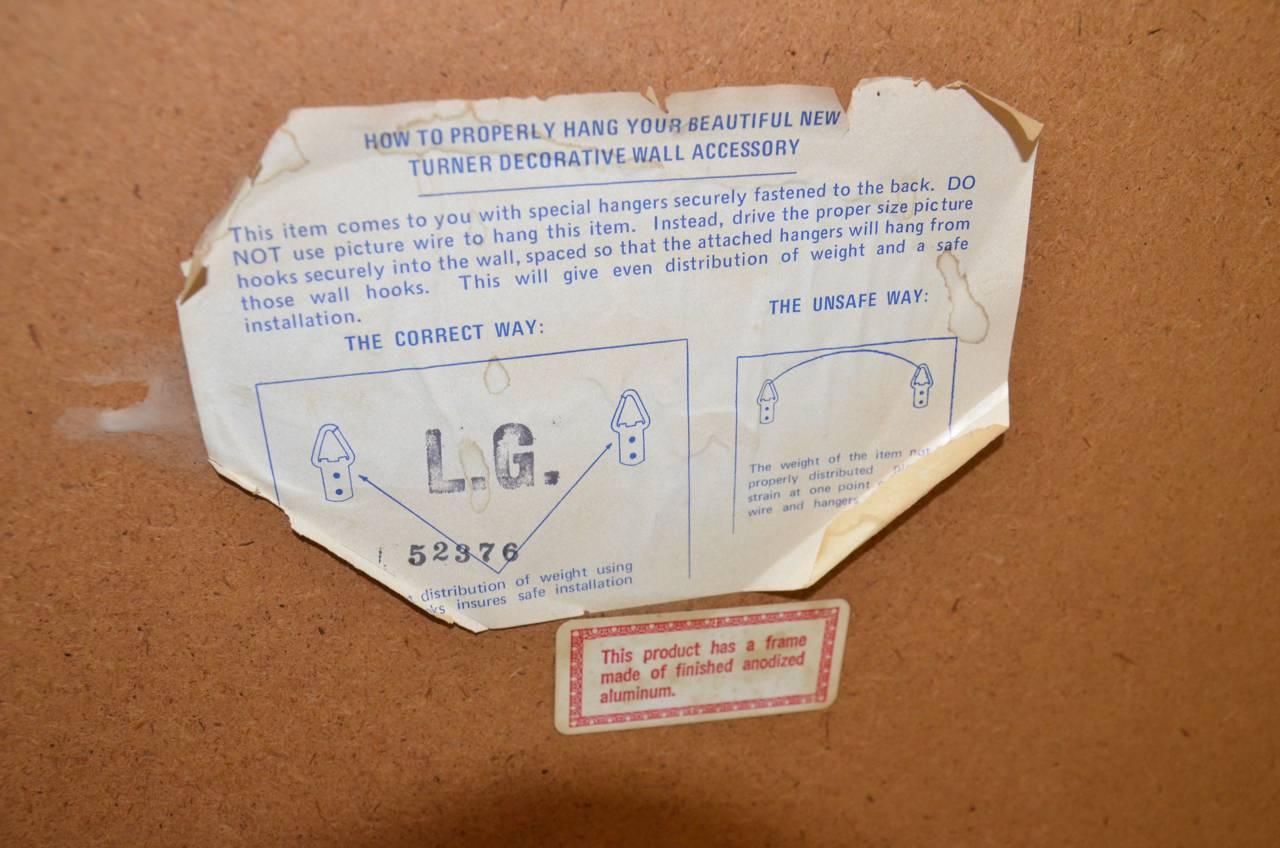 HOW TO PROPERLY HANG YOUR BEAUTIFUL NEW
TURNER DECORATIVE WALL ACCESSORY
This item comes to you with special hangers securely fastened to the back. DO
NOT use picture wire to hang this item. Instead, drive the proper size picture
hooks securely into the wall, spaced so that the attached hangers will hang from
those wall hooks. This will give even distribution of weight and a safe
installation.
THE CORRECT WAY:
THE UNSAFE WAY:
L.G.
52376
distribution of weight using
insures safe installation
The weight of the item not
properly distributed
strain at one point
wire and hangers
This product has a frame
made of finished anodized
aluminum.